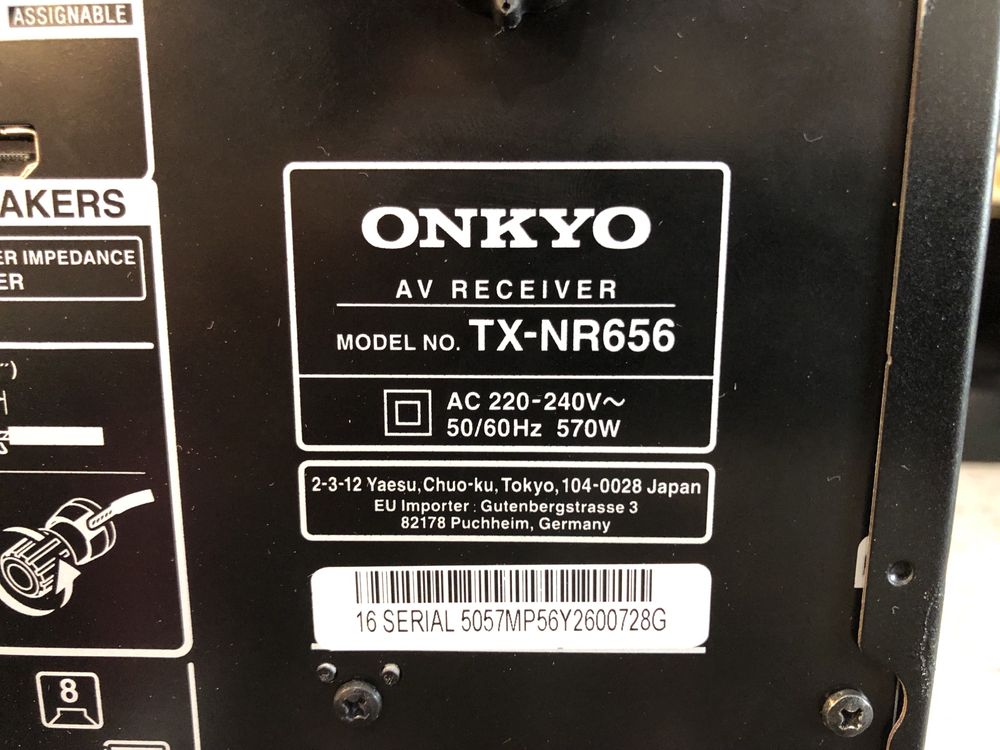 ASSIGNABLE
AKERS
ER IMPEDANCE
ER
8
ONKYO
AV RECEIVER
MODEL NO. TX-NR656
AC 220-240V~
50/60Hz 570W
2-3-12 Yaesu, Chuo-ku, Tokyo, 104-0028 Japan
EU Importer : Gutenbergstrasse 3
82178 Puchheim, Germany
16 SERIAL 5057MP56Y2600728G